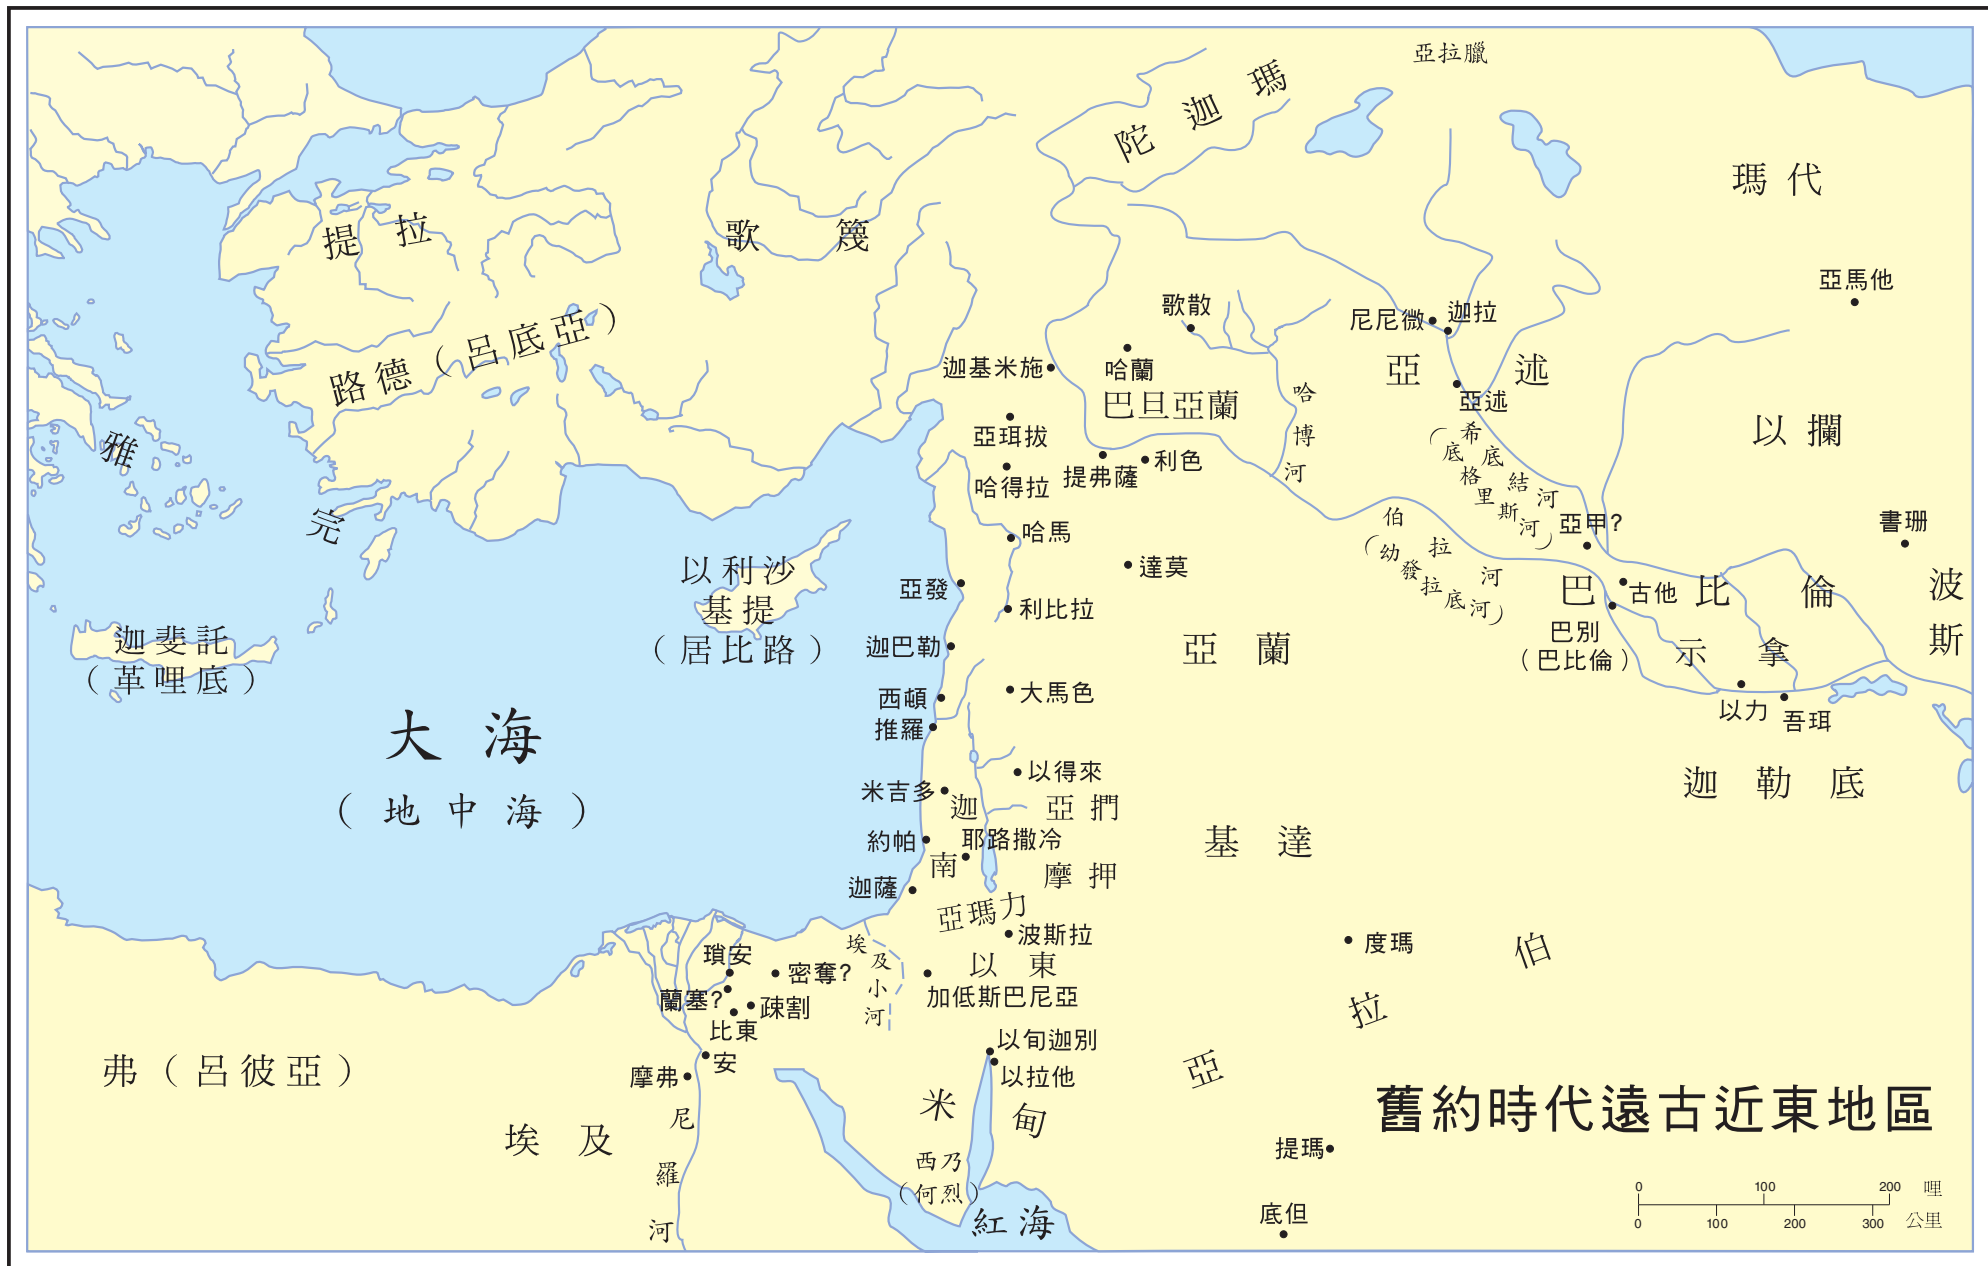 亞拉臘
陀迦瑪
瑪代
提拉
歌篾
亞馬他
歌散
尼尼微
迦拉
路德（呂底亞）
迦基米施
哈蘭
亞述
巴旦亞蘭
亞述
哈博河
以攔
亞珥拔
雅完
希底結河
（底格里斯河）
提弗薩
利色
哈得拉
伯拉河
（幼發拉底河）
亞甲?
書珊
哈馬
達莫
以利沙
基提
（居比路）
亞發
巴比倫
古他
波斯
利比拉
巴別
（巴比倫）
示拿
迦斐託
（革哩底）
迦巴勒
亞蘭
大馬色
西頓
推羅
以力
吾珥
大海
（地中海）
以得來
迦勒底
米吉多
迦南
亞捫
約帕
耶路撒冷
基達
摩押
迦薩
亞瑪力
波斯拉
度瑪
瑣安
密奪?
埃及小河
以東
蘭塞?
疎割
加低斯巴尼亞
比東
以旬迦別
安
以拉他
弗（呂彼亞）
摩弗
亞拉伯
米甸
舊約時代遠古近東地區
埃及
尼羅河
提瑪
西乃
（何烈）
紅海
底但
0 100 200 哩
0 100 200 300 公里